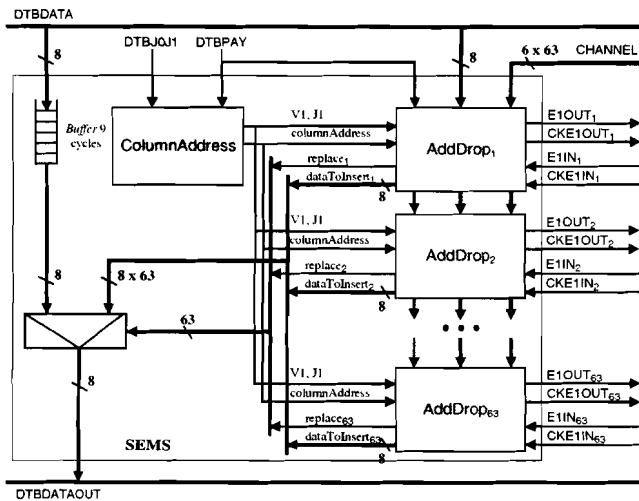 DTBDATA
8
DTBJ0J1
DTBPAY
8
6 x 63
CHANNEL
Buffer 9
cycles
ColumnAddress
V1, J1
columnAddress
replace1
dataToInsert1
8
AddDrop1
E1OUT1
CKE1OUT1
E1IN1
CKE1IN1
V1, J1
columnAddress
replace2
dataToInsert2
8
AddDrop2
E1OUT2
CKE1OUT2
E1IN2
CKE1IN2
8
8 x 63
63
8
V1, J1
columnAddress
replace63
dataToInsert63
8
AddDrop63
E1OUT63
CKE1OUT63
E1IN63
CKE1IN63
SEMS
DTBDATAOUT